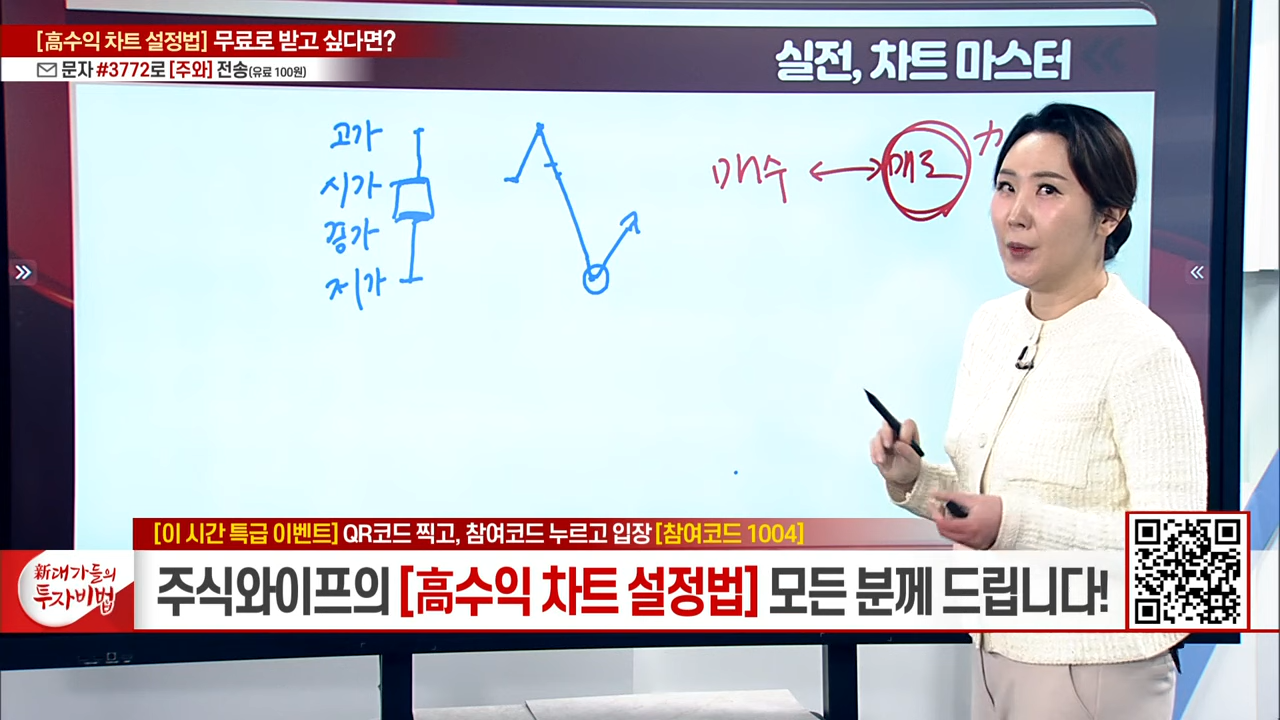 [高수익 차트 설정법] 무료로 받고 싶다면?
문자 #3772로 [주와] 전송(유료 100원)
실전, 차트 마스터
고가
시가
종가
저가
매수 ↔ 매도
[이 시간 특급 이벤트] QR코드 찍고, 참여코드 누르고 입장 [참여코드 1004]
新대가들의
투자비법
주식와이프의 [高수익 차트 설정법] 모든 분께 드립니다!